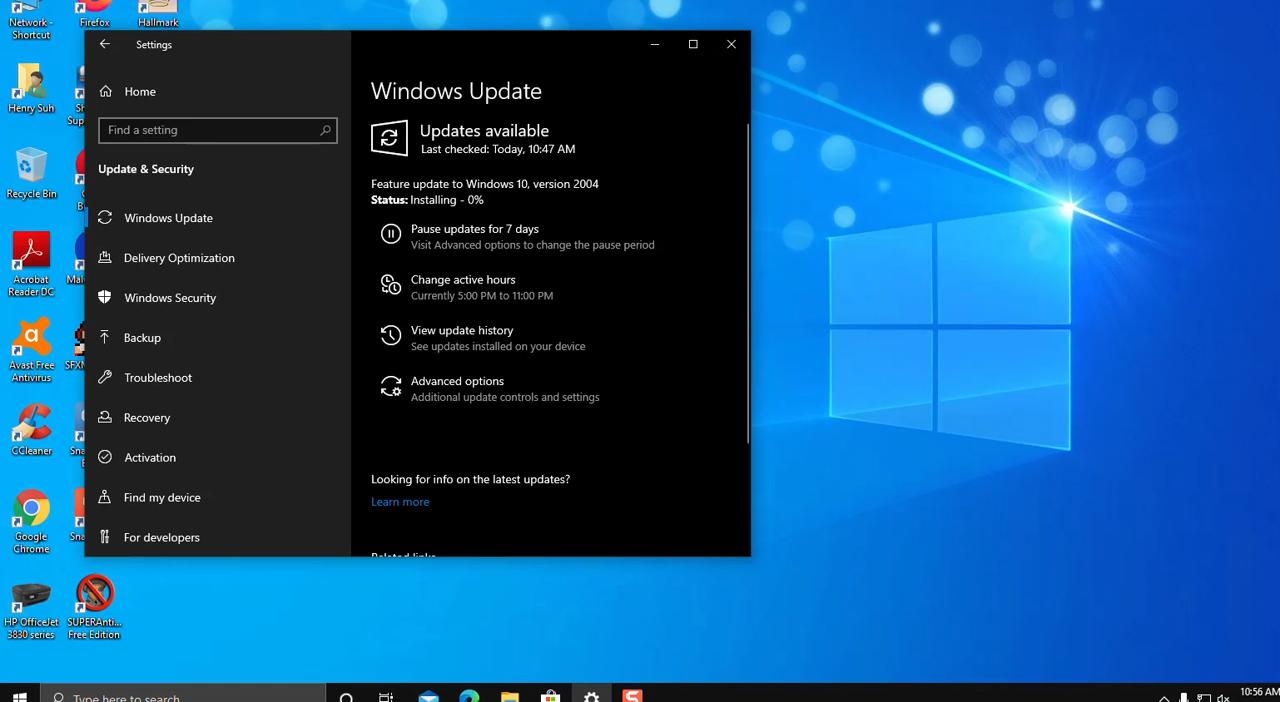 Network -
Shortcut
Firefox
Hallmark
Henry Suh
Recycle Bin
Acrobat
Reader DC
Avast Free
Antivirus
CCleaner
Google
Chrome
HP OfficeJet
3830 series
SUPERAnti...
Free Edition
Settings
Home
Find a setting
Update & Security
Windows Update
Delivery Optimization
Windows Security
Backup
Troubleshoot
Recovery
Activation
Find my device
For developers
Windows Update
Updates available
Last checked: Today, 10:47 AM
Feature update to Windows 10, version 2004
Status: Installing - 0%
Pause updates for 7 days
Visit Advanced options to change the pause period
Change active hours
Currently 5:00 PM to 11:00 PM
View update history
See updates installed on your device
Advanced options
Additional update controls and settings
Looking for info on the latest updates?
Learn more
Related links
Type here to search
10:56 AM